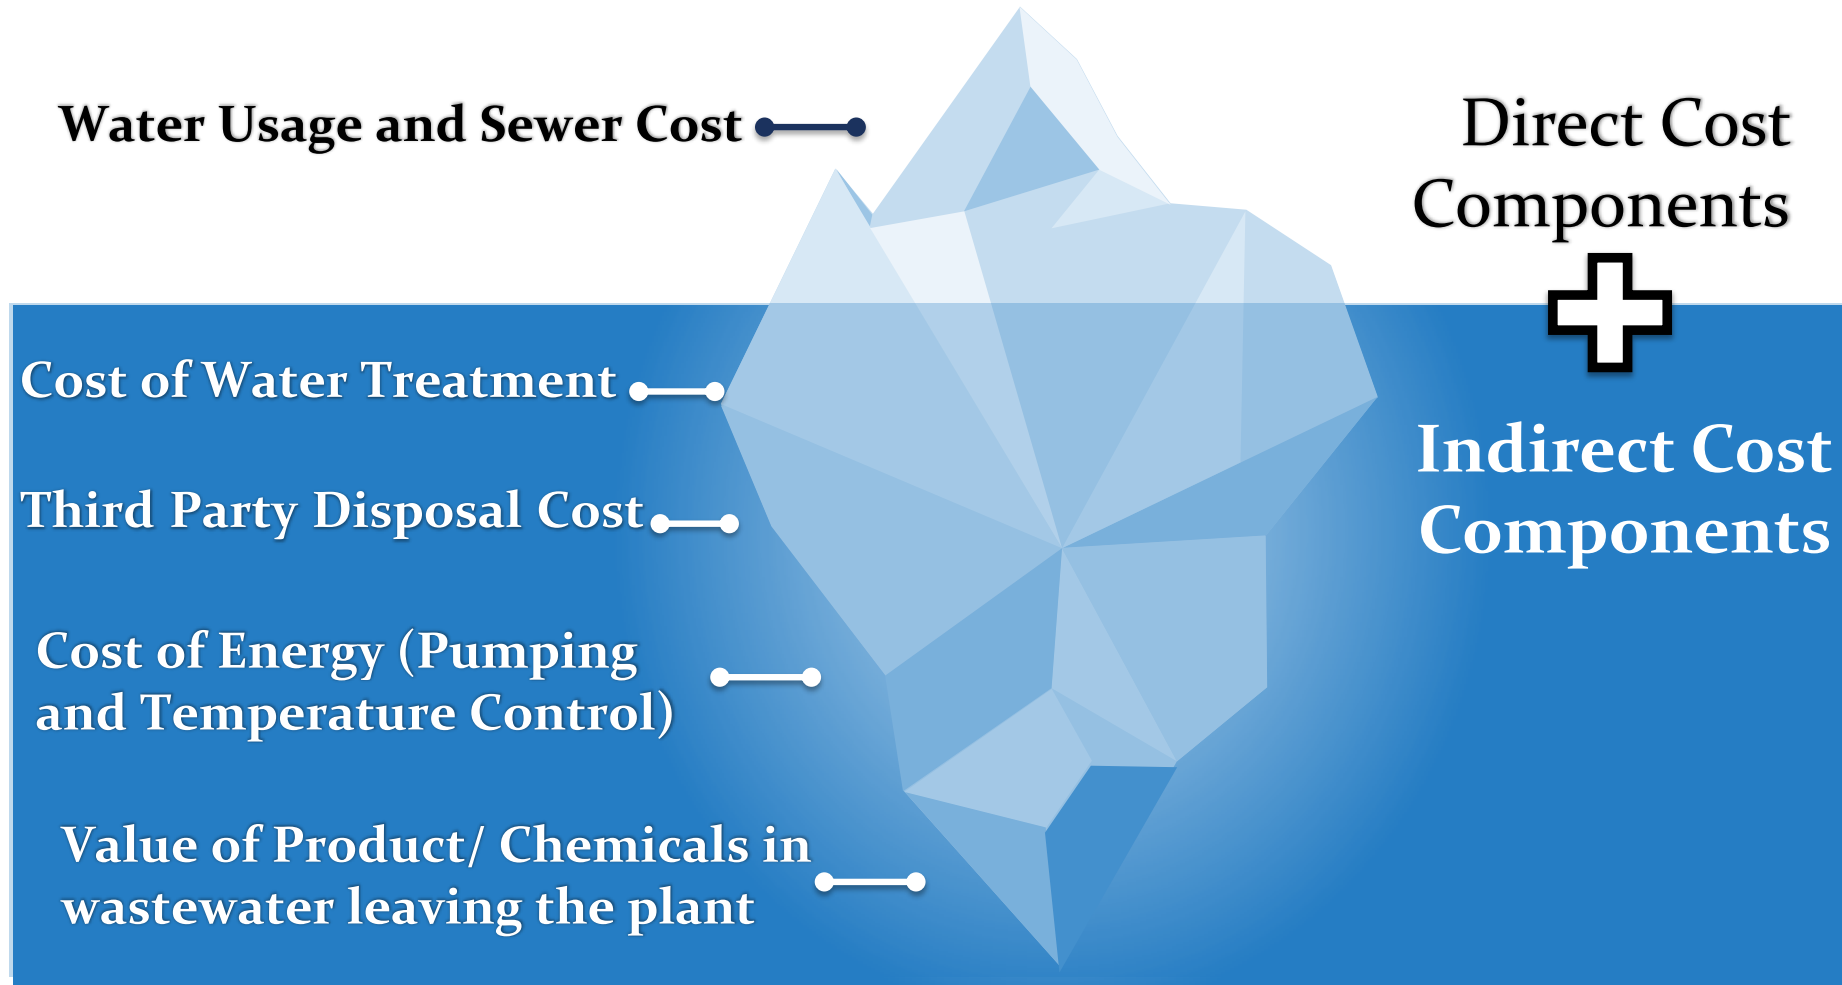 Water Usage and Sewer Cost
Direct Cost
Components
Cost of Water Treatment
Third Party Disposal Cost
Indirect Cost
Components
Cost of Energy (Pumping
and Temperature Control)
Value of Product/ Chemicals in
wastewater leaving the plant